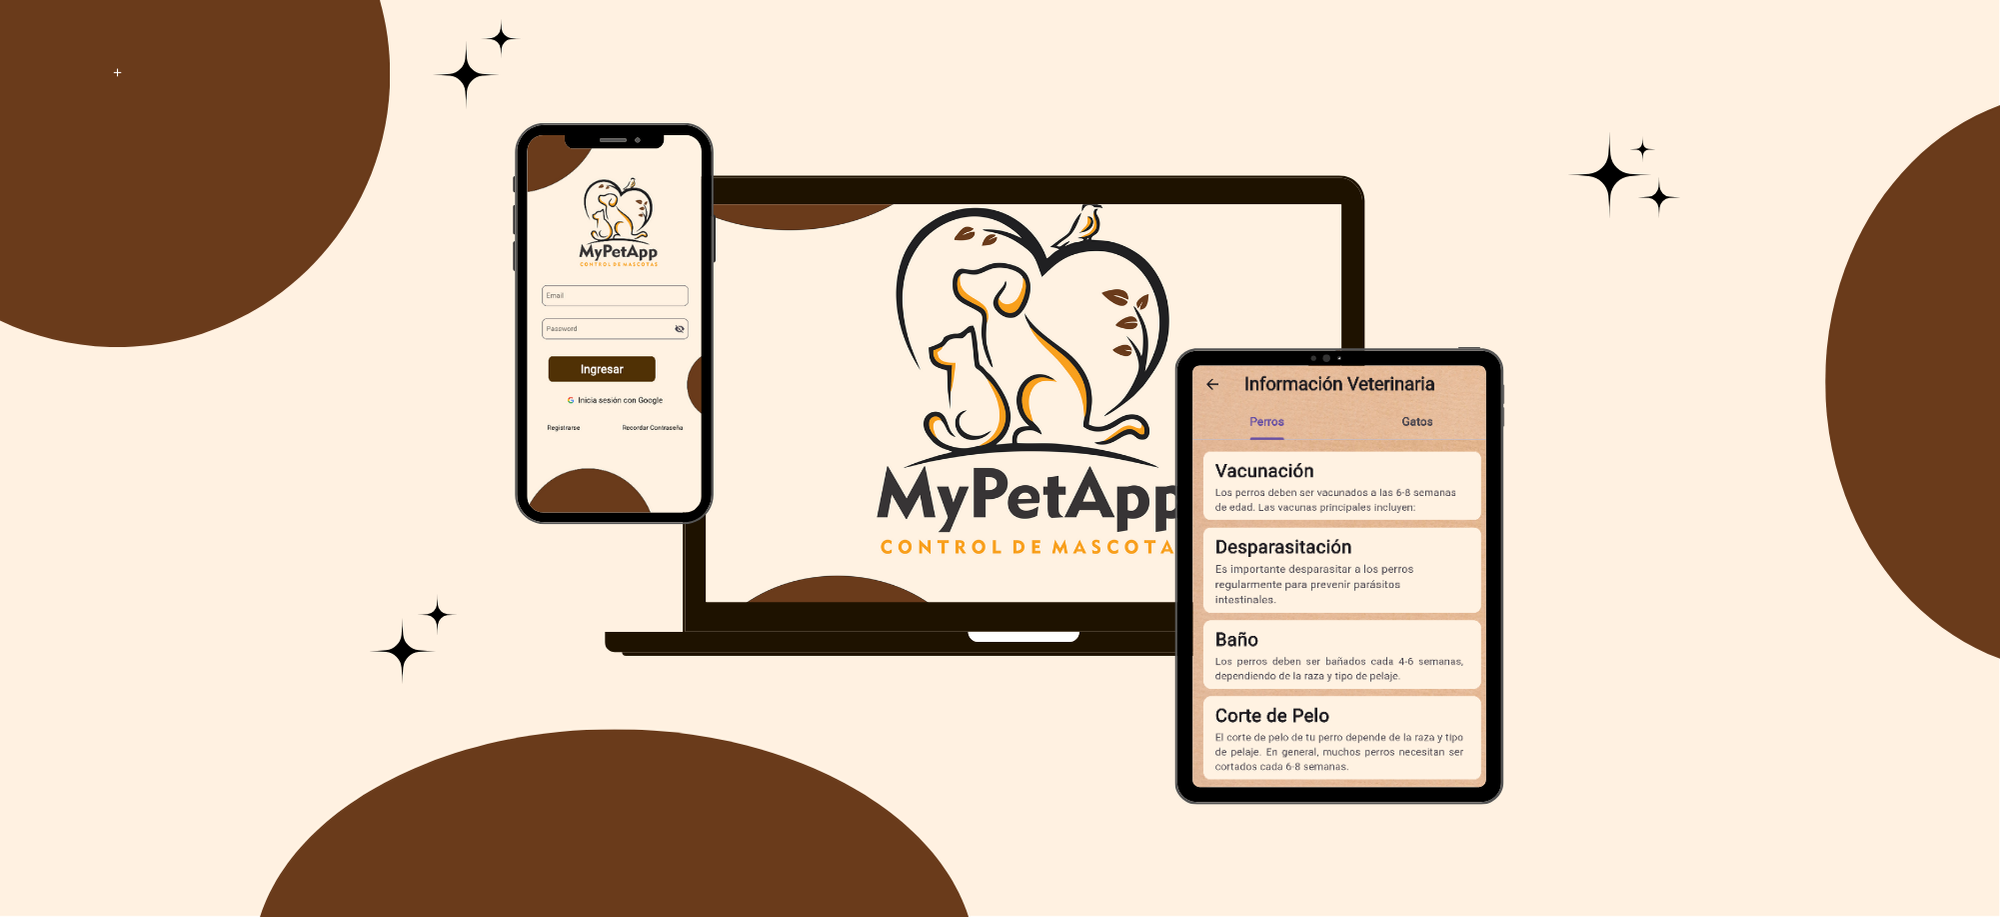 MyPetApp
CONTROL DE MASCOTAS
Email
Password
Ingresar
G Inicia sesión con Google
Registrarse
Recordar Contraseña
MyPetApp
CONTROL DE MASCOTA
Información Veterinaria
Perros
Gatos
Vacunación
Los perros deben ser vacunados a las 6-8 semanas
de edad. Las vacunas principales incluyen:
Desparasitación
Es importante desparasitar a los perros
regularmente para prevenir parásitos
intestinales.
Baño
Los perros deben ser bañados cada 4-6 semanas,
dependiendo de la raza y tipo de pelaje.
Corte de Pelo
El corte de pelo de tu perro depende de la raza y tipo
de pelaje. En general, muchos perros necesitan ser
cortados cada 6-8 semanas.